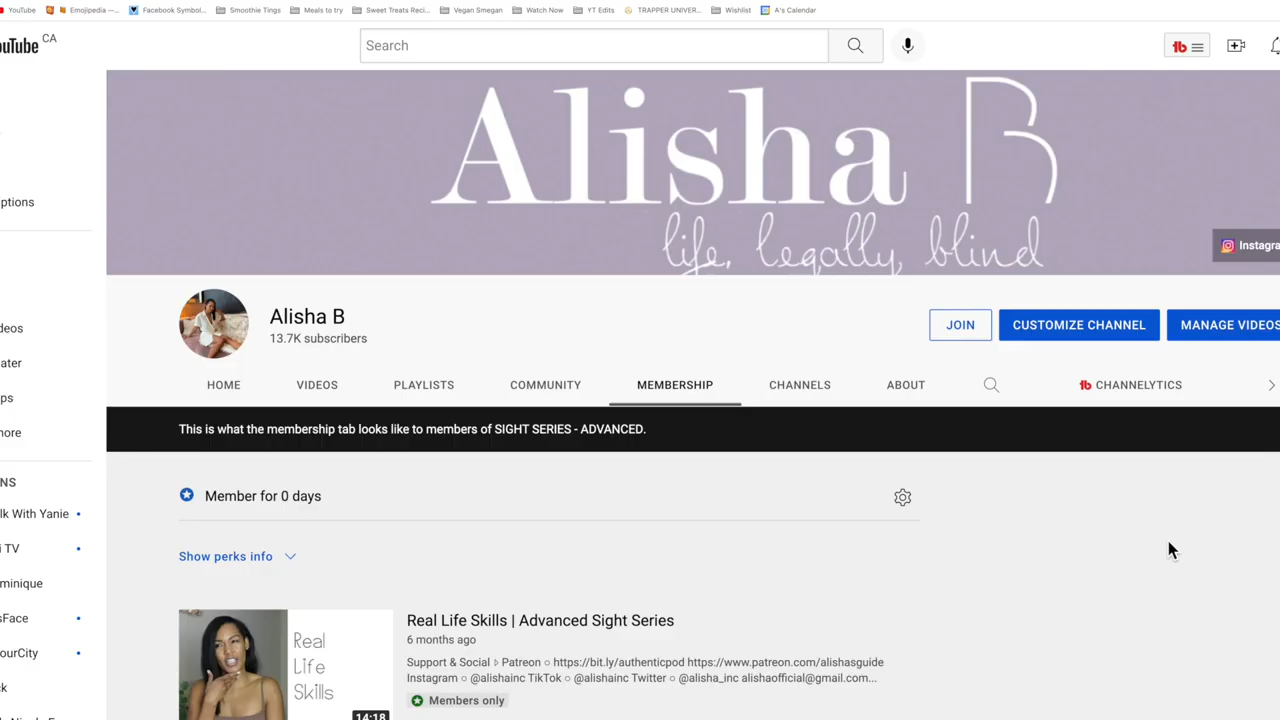 YouTube
Emojipedia —...
Facebook Symbol...
Smoothie Tings
Meals to try
Sweet Treats Reci...
Vegan Smegan
Watch Now
YT Edits
TRAPPER UNIVER...
Wishlist
A's Calendar
ouTube CA
Search
tb
Alisha B
life, legally blind
Instagra
ptions
deos
ater
ps
ore
NS
lk With Yanie
i TV
minique
sFace
ourCity
ck
Alisha B
13.7K subscribers
JOIN
CUSTOMIZE CHANNEL
MANAGE VIDEOS
HOME
VIDEOS
PLAYLISTS
COMMUNITY
MEMBERSHIP
CHANNELS
ABOUT
tb CHANNELYTICS
This is what the membership tab looks like to members of SIGHT SERIES - ADVANCED.
Member for 0 days
Show perks info
Real
Life
Skills
14:18
Real Life Skills | Advanced Sight Series
6 months ago
Support & Social ▹ Patreon ○ https://bit.ly/authenticpod https://www.patreon.com/alishasguide
Instagram ○ @alishainc TikTok ○ @alishainc Twitter ○ @alisha_inc alishaofficial@gmail.com...
Members only